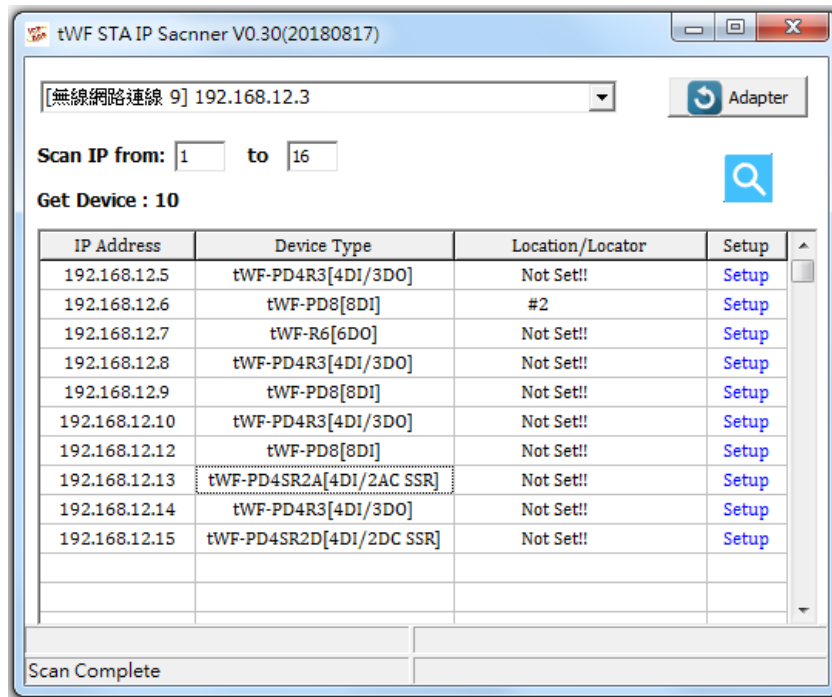 tWF STA IP Sacnner V0.30(20180817)
[無線網路連線 9] 192.168.12.3
Adapter
Scan IP from: 1 to 16
Get Device : 10
IP Address Device Type Location/Locator Setup
192.168.12.5 tWF-PD4R3[4DI/3DO] Not Set!! Setup
192.168.12.6 tWF-PD8[8DI] #2 Setup
192.168.12.7 tWF-R6[6DO] Not Set!! Setup
192.168.12.8 tWF-PD4R3[4DI/3DO] Not Set!! Setup
192.168.12.9 tWF-PD8[8DI] Not Set!! Setup
192.168.12.10 tWF-PD4R3[4DI/3DO] Not Set!! Setup
192.168.12.12 tWF-PD8[8DI] Not Set!! Setup
192.168.12.13 tWF-PD4SR2A[4DI/2AC SSR] Not Set!! Setup
192.168.12.14 tWF-PD4R3[4DI/3DO] Not Set!! Setup
192.168.12.15 tWF-PD4SR2D[4DI/2DC SSR] Not Set!! Setup
Scan Complete